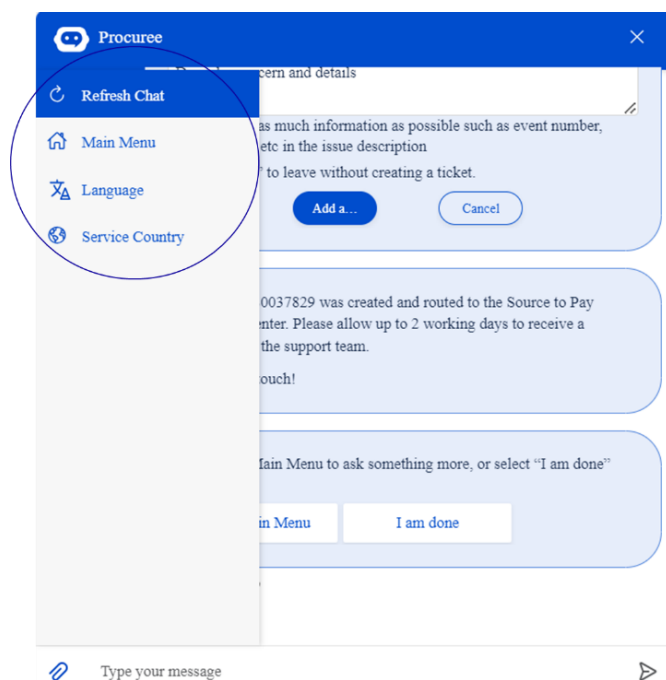 Procuree
Refresh Chat
Main Menu
Language
Service Country
cern and details
as much information as possible such as event number,
etc in the issue description
to leave without creating a ticket.
Add a...
Cancel
0037829 was created and routed to the Source to Pay
enter. Please allow up to 2 working days to receive a
the support team.
ouch!
Main Menu to ask something more, or select “I am done”
in Menu
I am done
Type your message